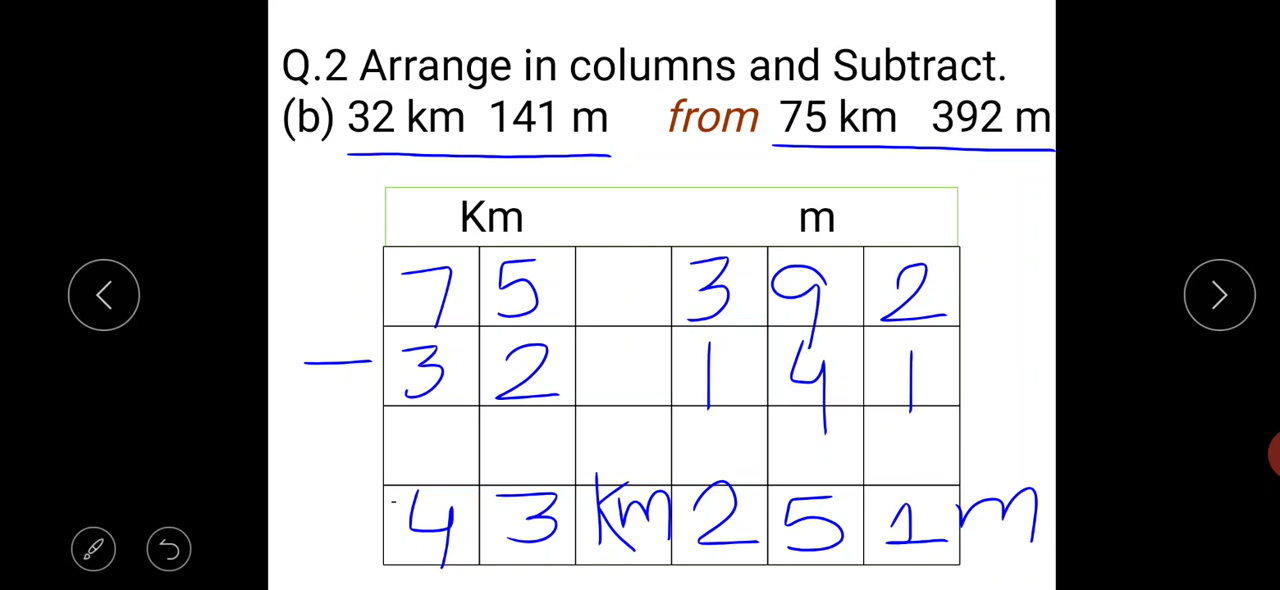 Q.2 Arrange in columns and Subtract.
(b) 32 km 141 m from 75 km 392 m
Km m
7 5 3 9 2
- 3 2 1 4 1
4 3 km 2 5 1 m